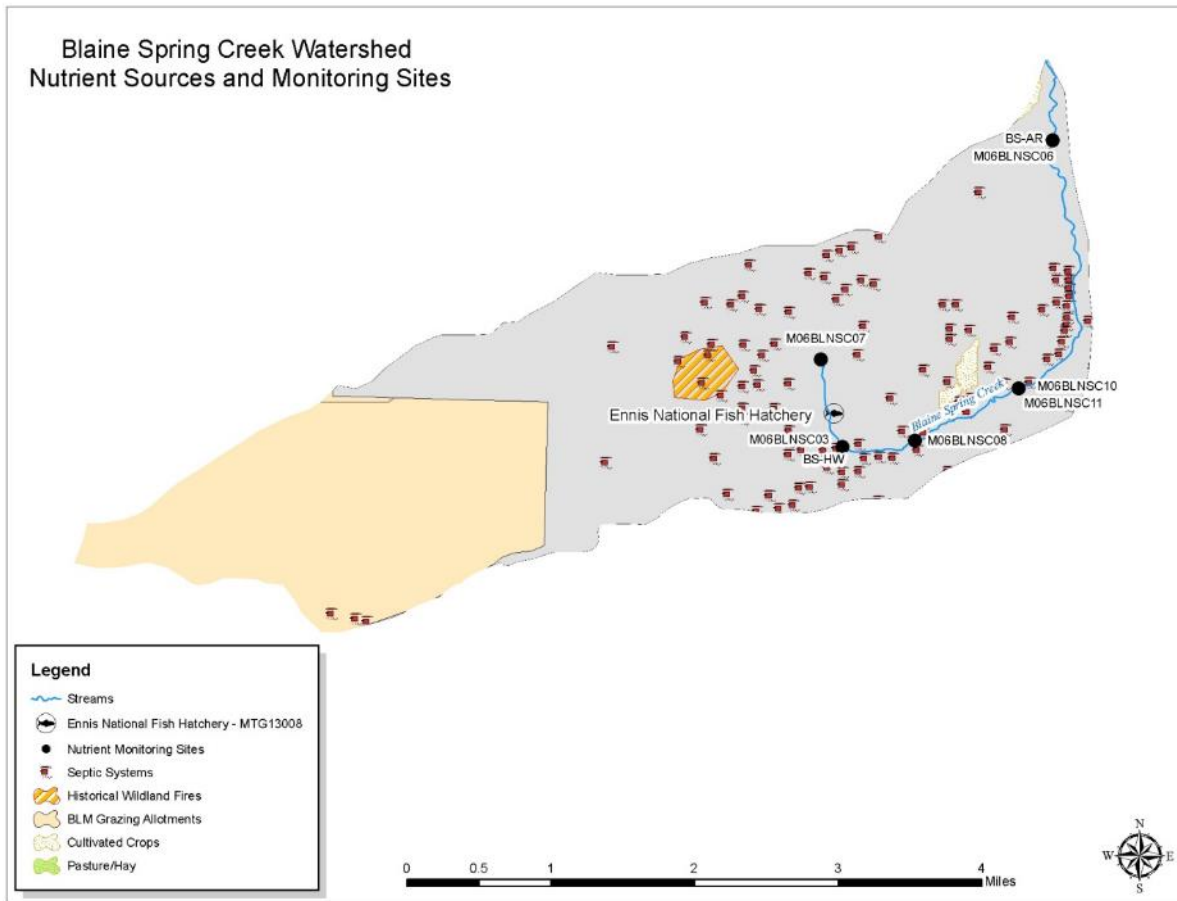 Blaine Spring Creek Watershed
Nutrient Sources and Monitoring Sites
BS-AR
M06BLNSC06
M06BLNSC07
M06BLNSC10
M06BLNSC11
Blaine Spring Creek
Ennis National Fish Hatchery
M06BLNSC03
BS-HW
M06BLNSC08
Legend
Streams
Ennis National Fish Hatchery - MTG13008
Nutrient Monitoring Sites
Septic Systems
Historical Wildland Fires
BLM Grazing Allotments
Cultivated Crops
Pasture/Hay
0 0.5 1 2 3 4
Miles
N
W E
S